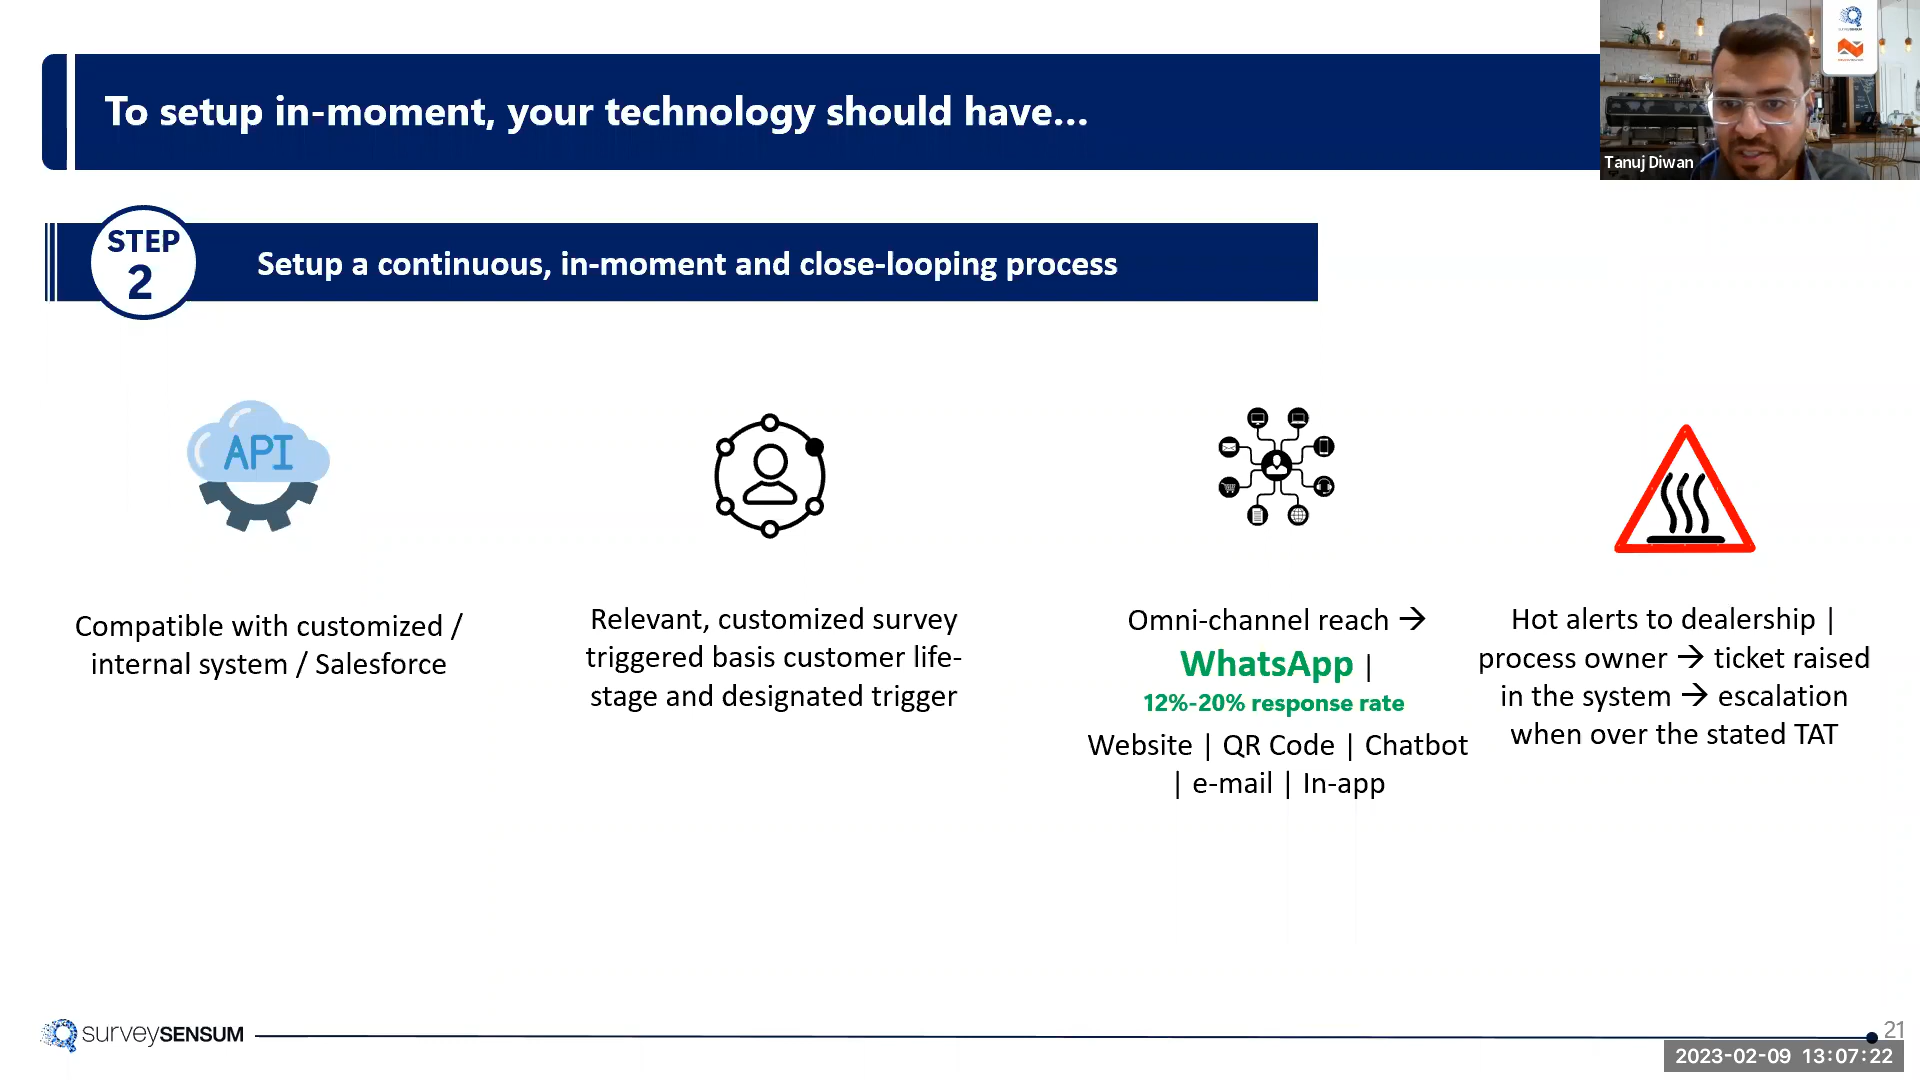 To setup in-moment, your technology should have...
Tanuj Diwan
STEP
2
Setup a continuous, in-moment and close-looping process
API
Compatible with customized /
internal system / Salesforce
Relevant, customized survey
triggered basis customer life-
stage and designated trigger
Omni-channel reach →
WhatsApp |
12%-20% response rate
Website | QR Code | Chatbot
| e-mail | In-app
Hot alerts to dealership |
process owner → ticket raised
in the system → escalation
when over the stated TAT
surveySENSUM
21
2023-02-09 13:07:22